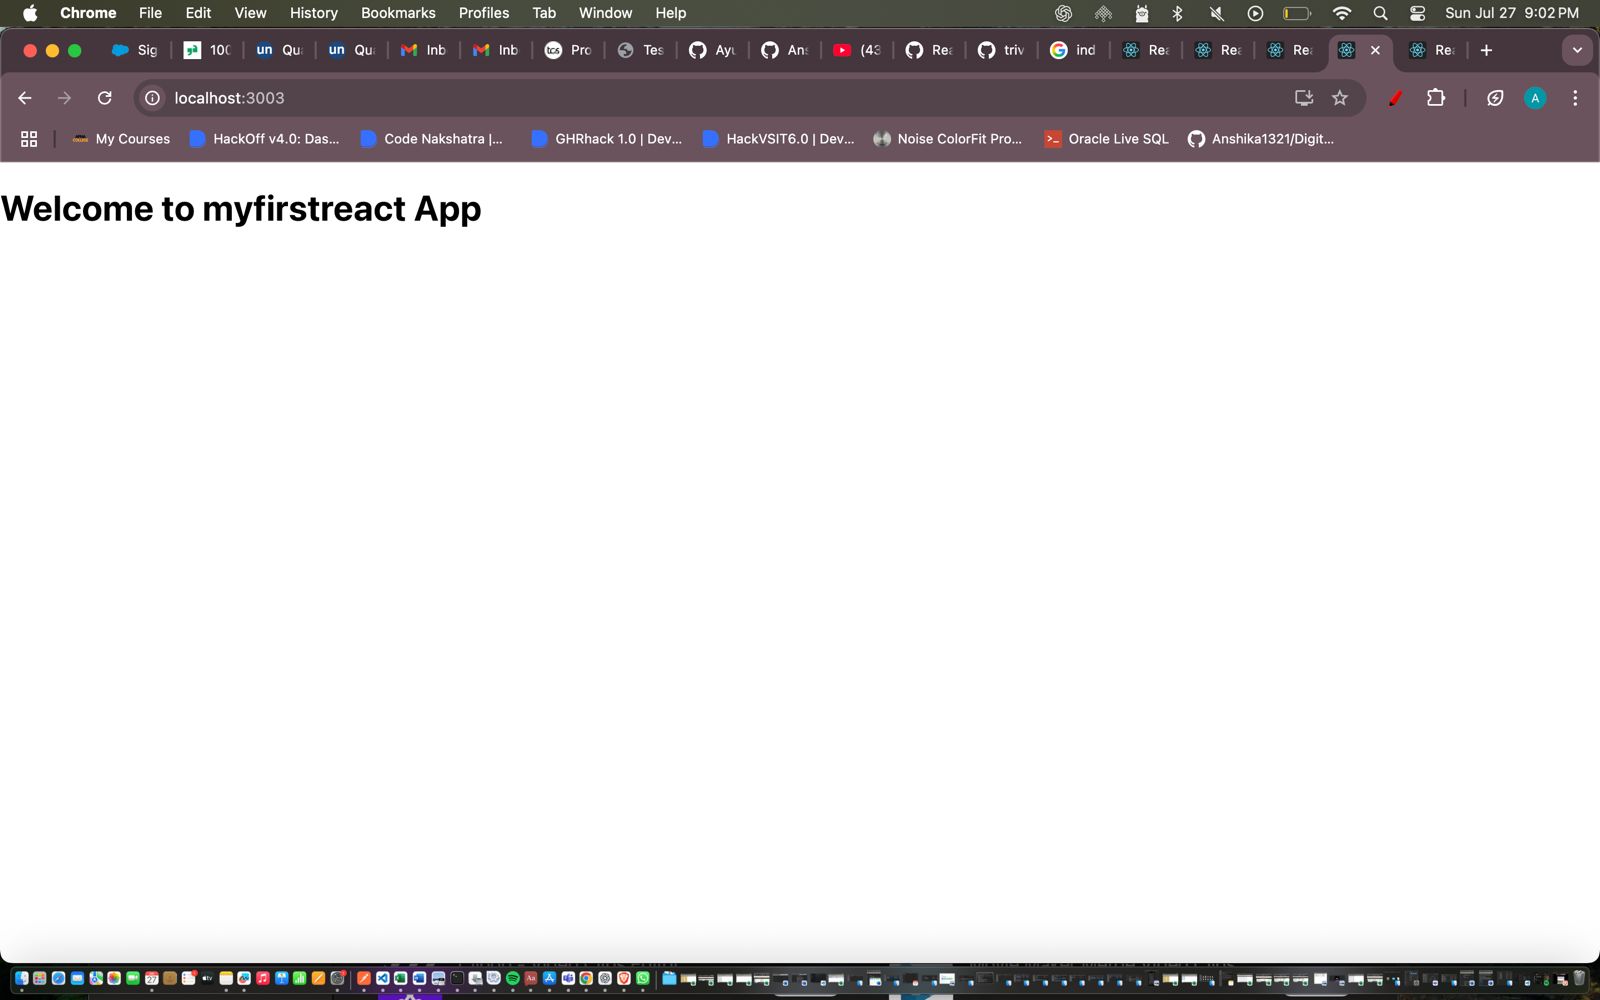 Chrome File Edit View History Bookmarks Profiles Tab Window Help Sun Jul 27 9:02 PM
Sig 100 un Qu un Qu Inb Inb tcs Pro Tes Ayu Ans (43 Rea triv ind Rea Rea Rea Rea
localhost:3003 A
My Courses HackOff v4.0: Das... Code Nakshatra |... GHRhack 1.0 | Dev... HackVSIT6.0 | Dev... Noise ColorFit Pro... Oracle Live SQL Anshika1321/Digit...
Welcome to myfirstreact App